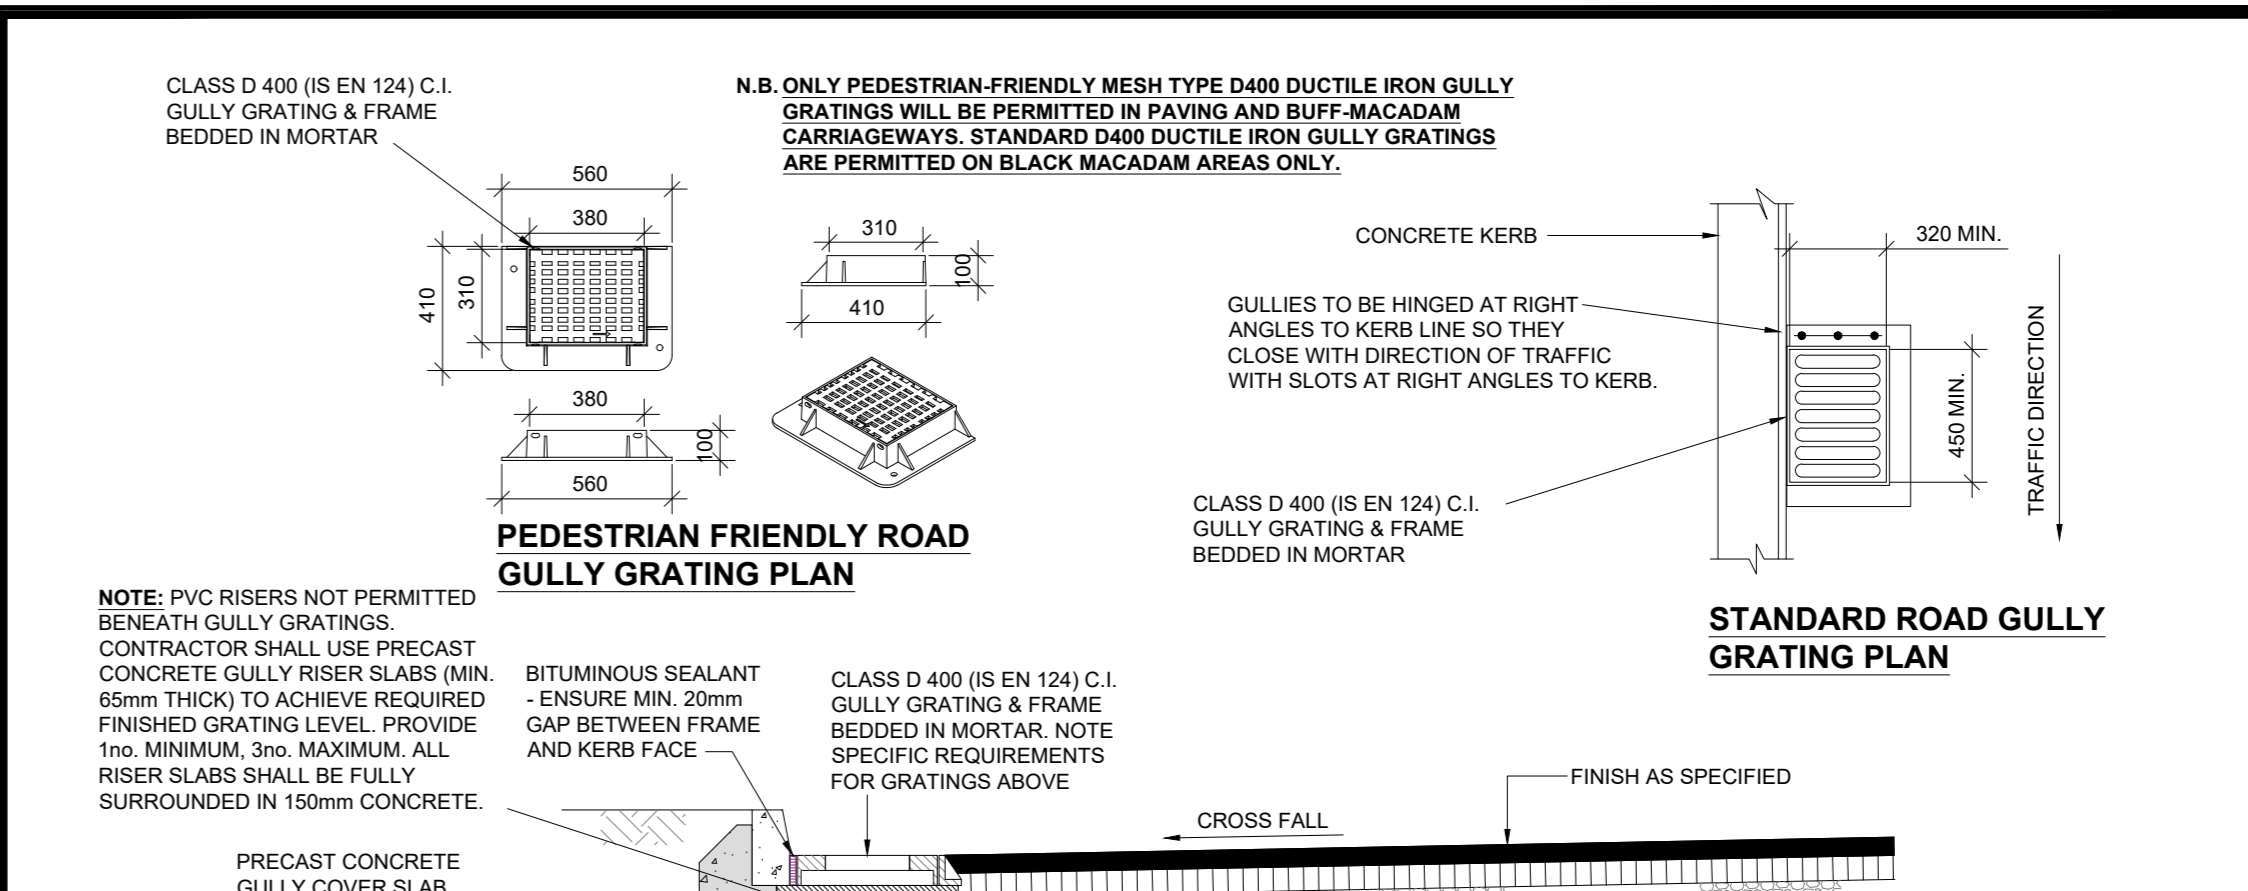 CLASS D 400 (IS EN 124) C.I.
GULLY GRATING & FRAME
BEDDED IN MORTAR
N.B. ONLY PEDESTRIAN-FRIENDLY MESH TYPE D400 DUCTILE IRON GULLY
GRATINGS WILL BE PERMITTED IN PAVING AND BUFF-MACADAM
CARRIAGEWAYS. STANDARD D400 DUCTILE IRON GULLY GRATINGS
ARE PERMITTED ON BLACK MACADAM AREAS ONLY.
560
380
410
310
310
100
410
380
100
560
PEDESTRIAN FRIENDLY ROAD
GULLY GRATING PLAN
CONCRETE KERB
320 MIN.
GULLIES TO BE HINGED AT RIGHT
ANGLES TO KERB LINE SO THEY
CLOSE WITH DIRECTION OF TRAFFIC
WITH SLOTS AT RIGHT ANGLES TO KERB.
450 MIN.
TRAFFIC DIRECTION
CLASS D 400 (IS EN 124) C.I.
GULLY GRATING & FRAME
BEDDED IN MORTAR
STANDARD ROAD GULLY
GRATING PLAN
NOTE: PVC RISERS NOT PERMITTED
BENEATH GULLY GRATINGS.
CONTRACTOR SHALL USE PRECAST
CONCRETE GULLY RISER SLABS (MIN.
65mm THICK) TO ACHIEVE REQUIRED
FINISHED GRATING LEVEL. PROVIDE
1no. MINIMUM, 3no. MAXIMUM. ALL
RISER SLABS SHALL BE FULLY
SURROUNDED IN 150mm CONCRETE.
BITUMINOUS SEALANT
- ENSURE MIN. 20mm
GAP BETWEEN FRAME
AND KERB FACE
CLASS D 400 (IS EN 124) C.I.
GULLY GRATING & FRAME
BEDDED IN MORTAR. NOTE
SPECIFIC REQUIREMENTS
FOR GRATINGS ABOVE
FINISH AS SPECIFIED
CROSS FALL
PRECAST CONCRETE
GULLY COVER SLAB